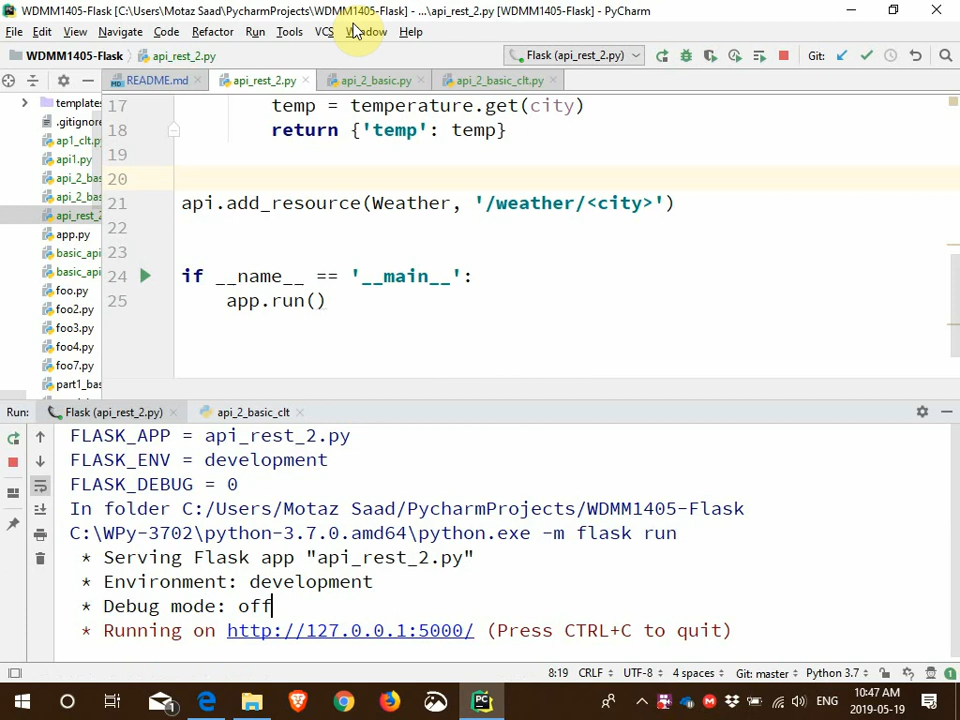 WDMM1405-Flask [C:\Users\Motaz Saad\PycharmProjects\WDMM1405-Flask] - ...\api_rest_2.py [WDMM1405-Flask] - PyCharm
File Edit View Navigate Code Refactor Run Tools VCS Window Help
WDMM1405-Flask api_rest_2.py Flask (api_rest_2.py) Git:
README.md api_rest_2.py api_2_basic.py api_2_basic_clt.py
templates
.gitignore
ap1_clt.py
api1.py
api_2_bas
api_2_bas
api_rest_2
app.py
basic_api
basic_api
foo.py
foo2.py
foo3.py
foo4.py
foo7.py
part1_bas
17 temp = temperature.get(city)
18 return {'temp': temp}
19
20
21 api.add_resource(Weather, '/weather/<city>')
22
23
24 if __name__ == '__main__':
25 app.run()
Run: Flask (api_rest_2.py) api_2_basic_clt
FLASK_APP = api_rest_2.py
FLASK_ENV = development
FLASK_DEBUG = 0
In folder C:/Users/Motaz Saad/PycharmProjects/WDMM1405-Flask
C:\WPy-3702\python-3.7.0.amd64\python.exe -m flask run
* Serving Flask app "api_rest_2.py"
* Environment: development
* Debug mode: off
* Running on http://127.0.0.1:5000/ (Press CTRL+C to quit)
8:19 CRLF UTF-8 4 spaces Git: master Python 3.7 1
1 ENG 10:47 AM
2019-05-19